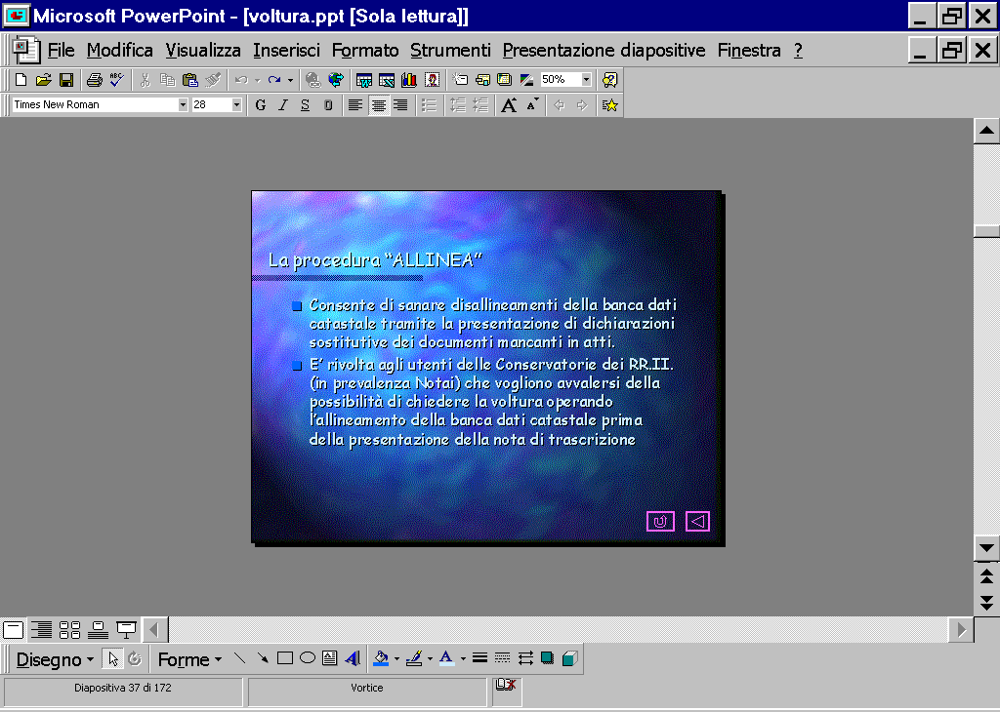 Microsoft PowerPoint - [voltura.ppt [Sola lettura]]
File Modifica Visualizza Inserisci Formato Strumenti Presentazione diapositive Finestra ?
ABC 50%
Times New Roman 28 G I S O A A
La procedura “ALLINEA”
Consente di sanare disallineamenti della banca dati
catastale tramite la presentazione di dichiarazioni
sostitutive dei documenti mancanti in atti.
E’ rivolta agli utenti delle Conservatorie dei RR.II.
(in prevalenza Notai) che vogliono avvalersi della
possibilità di chiedere la voltura operando
l’allineamento della banca dati catastale prima
della presentazione della nota di trascrizione
Disegno Forme A A
Diapositiva 37 di 172 Vortice